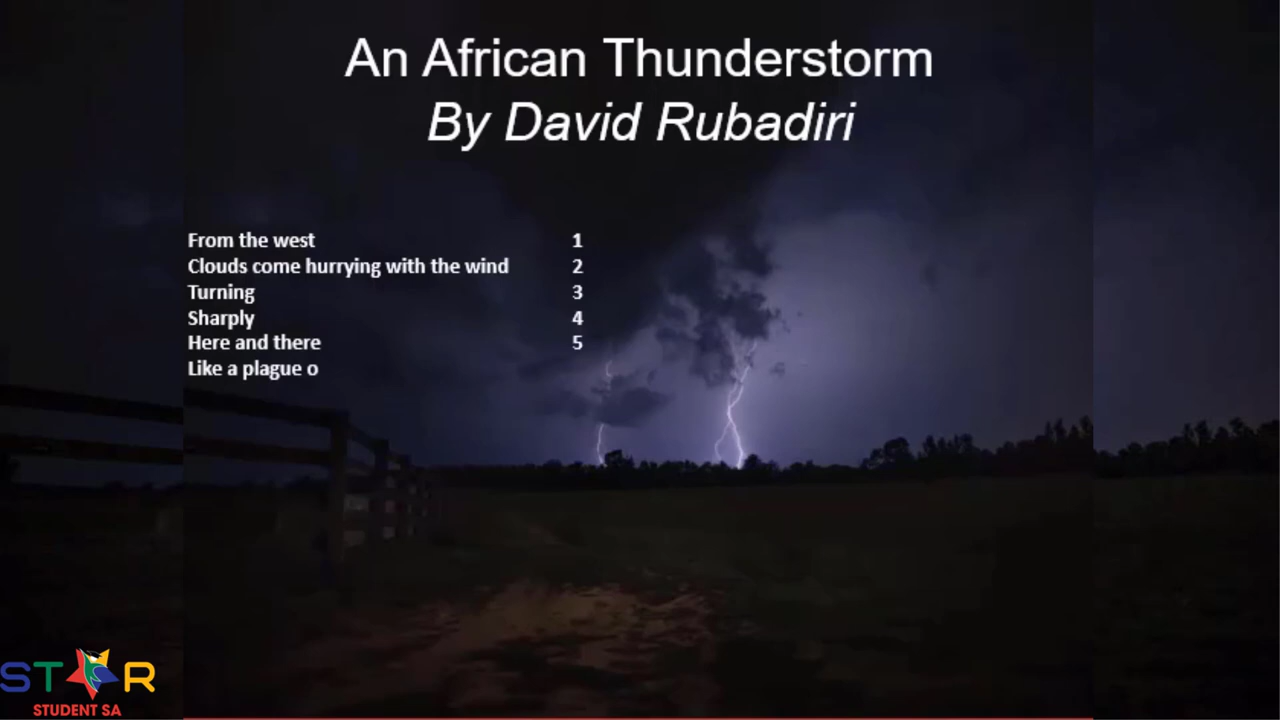 An African Thunderstorm
By David Rubadiri
From the west 1
Clouds come hurrying with the wind 2
Turning 3
Sharply 4
Here and there 5
Like a plague o
STAR
STUDENT SA